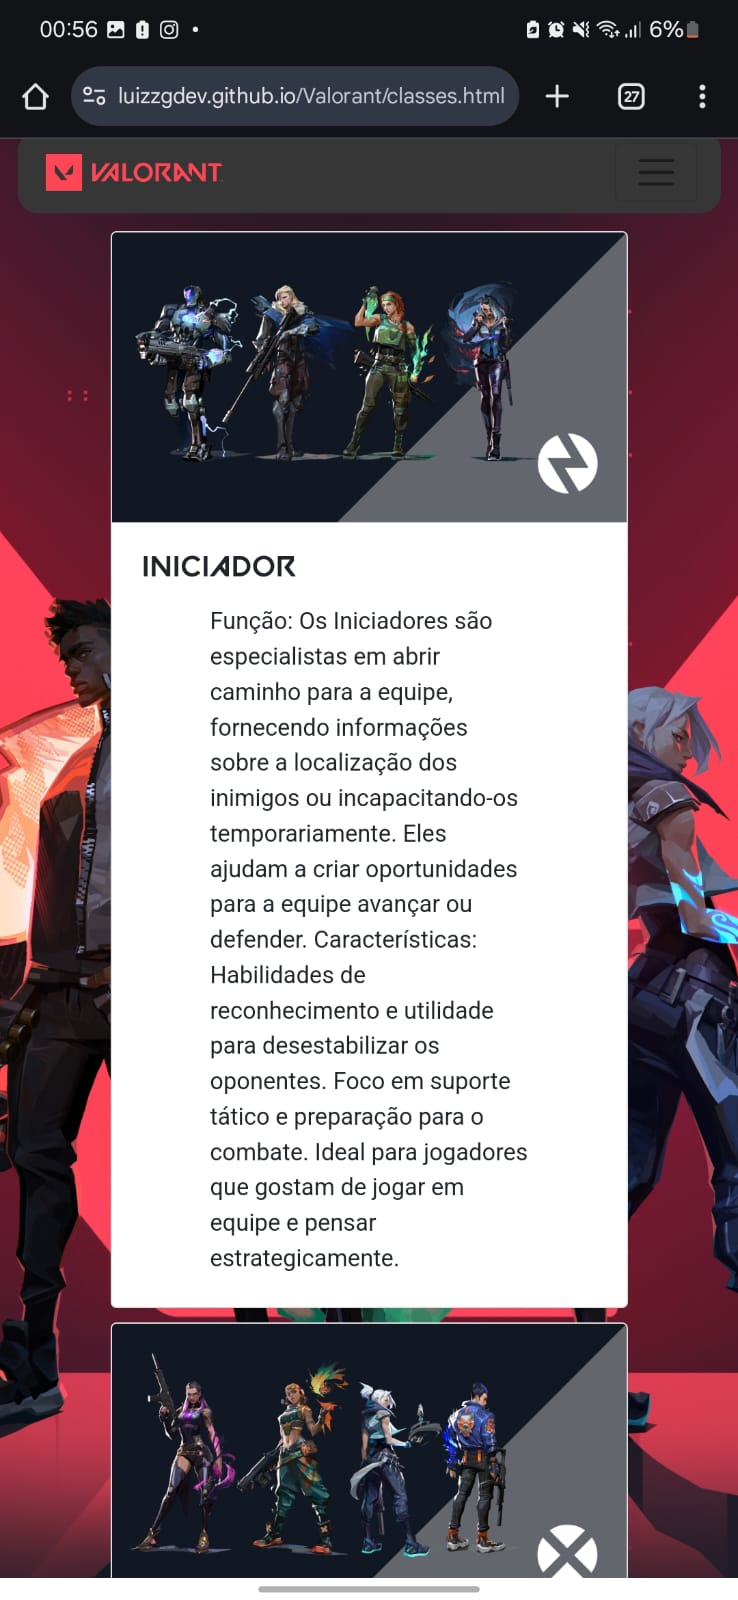 00:56
6%
luizzgdev.github.io/Valorant/classes.html
27
VALORANT
INICIADOR
Função: Os Iniciadores são
especialistas em abrir
caminho para a equipe,
fornecendo informações
sobre a localização dos
inimigos ou incapacitando-os
temporariamente. Eles
ajudam a criar oportunidades
para a equipe avançar ou
defender. Características:
Habilidades de
reconhecimento e utilidade
para desestabilizar os
oponentes. Foco em suporte
tático e preparação para o
combate. Ideal para jogadores
que gostam de jogar em
equipe e pensar
estrategicamente.